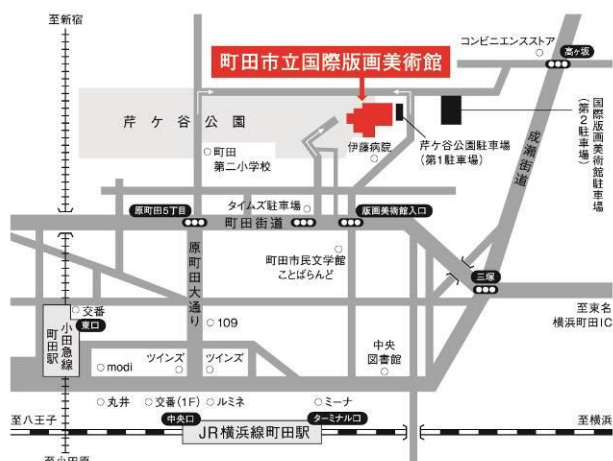 至新宿
コンビニエンスストア
高ヶ坂
町田市立国際版画美術館
芹ケ谷公園
町田
第二小学校
伊藤病院
芹ケ谷公園駐車場
(第1駐車場)
国際版画美術館駐車場
(第2駐車場)
成瀬街道
タイムズ駐車場
原町田5丁目
町田街道
版画美術館入口
原町田大通り
町田市民文学館
ことばらんど
三塚
至東名
横浜町田IC
交番
東口
小田急線
町田駅
109
中央
図書館
modi
ツインズ
ツインズ
丸井
交番(1F)
ルミネ
ミーナ
至八王子
中央口
ターミナル口
至横浜
JR横浜線町田駅
至小田原